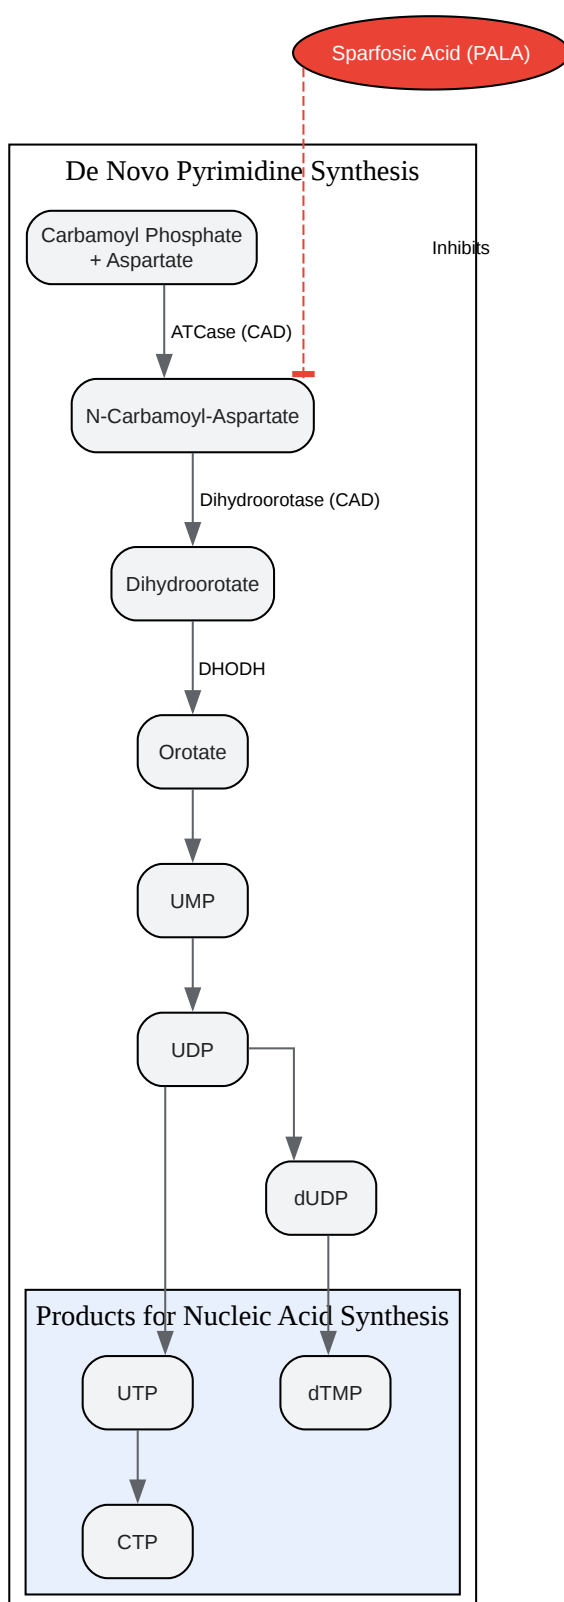 Sparfosic Acid (PALA)
De Novo Pyrimidine Synthesis
Carbamoyl Phosphate
+ Aspartate
Inhibits
ATCase (CAD)
N-Carbamoyl-Aspartate
Dihydroorotase (CAD)
Dihydroorotate
DHODH
Orotate
UMP
UDP
dUDP
Products for Nucleic Acid Synthesis
UTP
dTMP
CTP